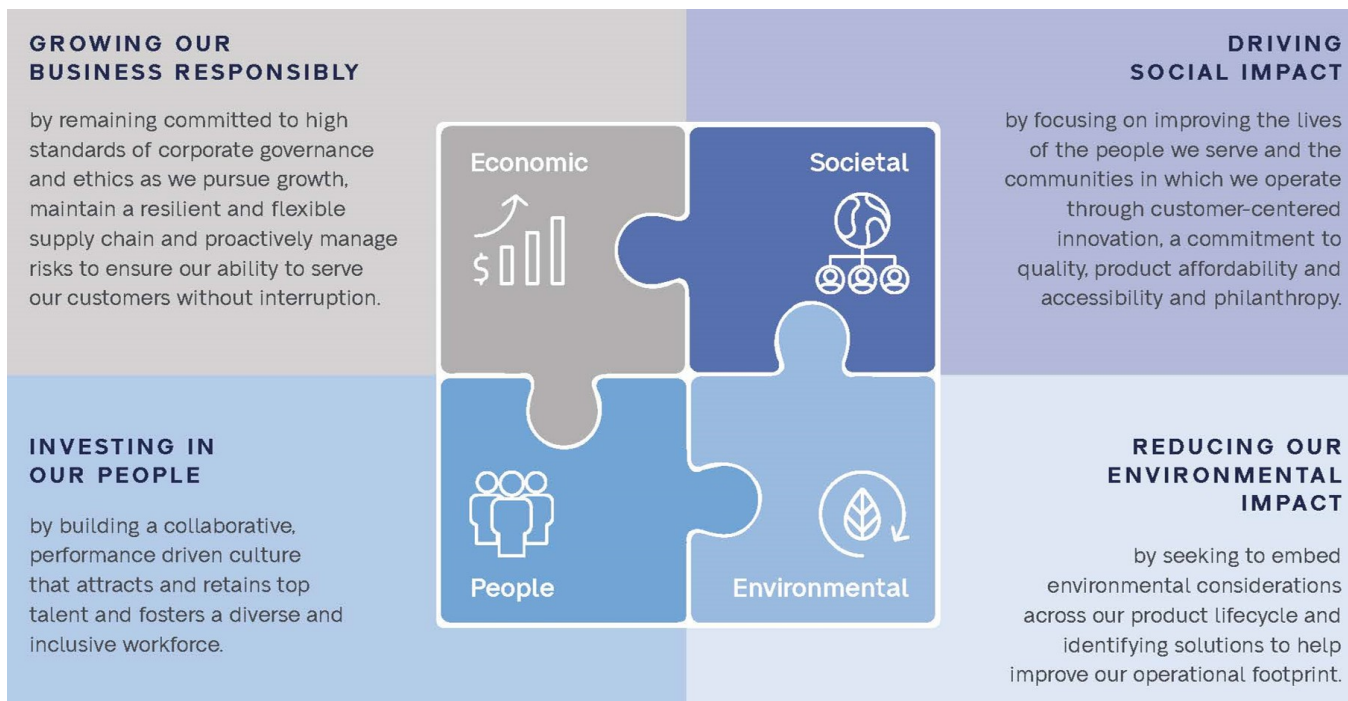 GROWING OUR
BUSINESS RESPONSIBLY
by remaining committed to high
standards of corporate governance
and ethics as we pursue growth,
maintain a resilient and flexible
supply chain and proactively manage
risks to ensure our ability to serve
our customers without interruption.
DRIVING
SOCIAL IMPACT
by focusing on improving the lives
of the people we serve and the
communities in which we operate
through customer-centered
innovation, a commitment to
quality, product affordability and
accessibility and philanthropy.
Economic
$
Societal
INVESTING IN
OUR PEOPLE
by building a collaborative,
performance driven culture
that attracts and retains top
talent and fosters a diverse and
inclusive workforce.
People
Environmental
REDUCING OUR
ENVIRONMENTAL
IMPACT
by seeking to embed
environmental considerations
across our product lifecycle and
identifying solutions to help
improve our operational footprint.